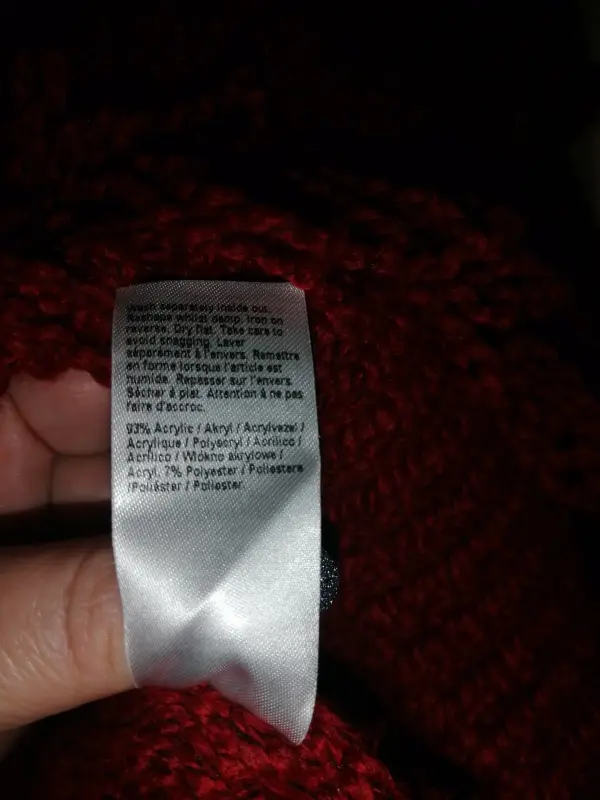 Wash separately inside out.
Reshape whilst damp. Iron on
reverse. Dry flat. Take care to
avoid snagging. Laver
séparément à l'envers. Remettre
en forme lorsque l'article est
humide. Repasser sur l'envers.
Sécher à plat. Attention à ne pas
faire d'accroc.
93% Acrylic / Akryl / Acrylvezel /
Acrylique / Polyacryl / Acrilico /
Acrílico / Włókno akrylowe /
Acryl. 7% Polyester / Poliestere
/Poliéster / Poliester.